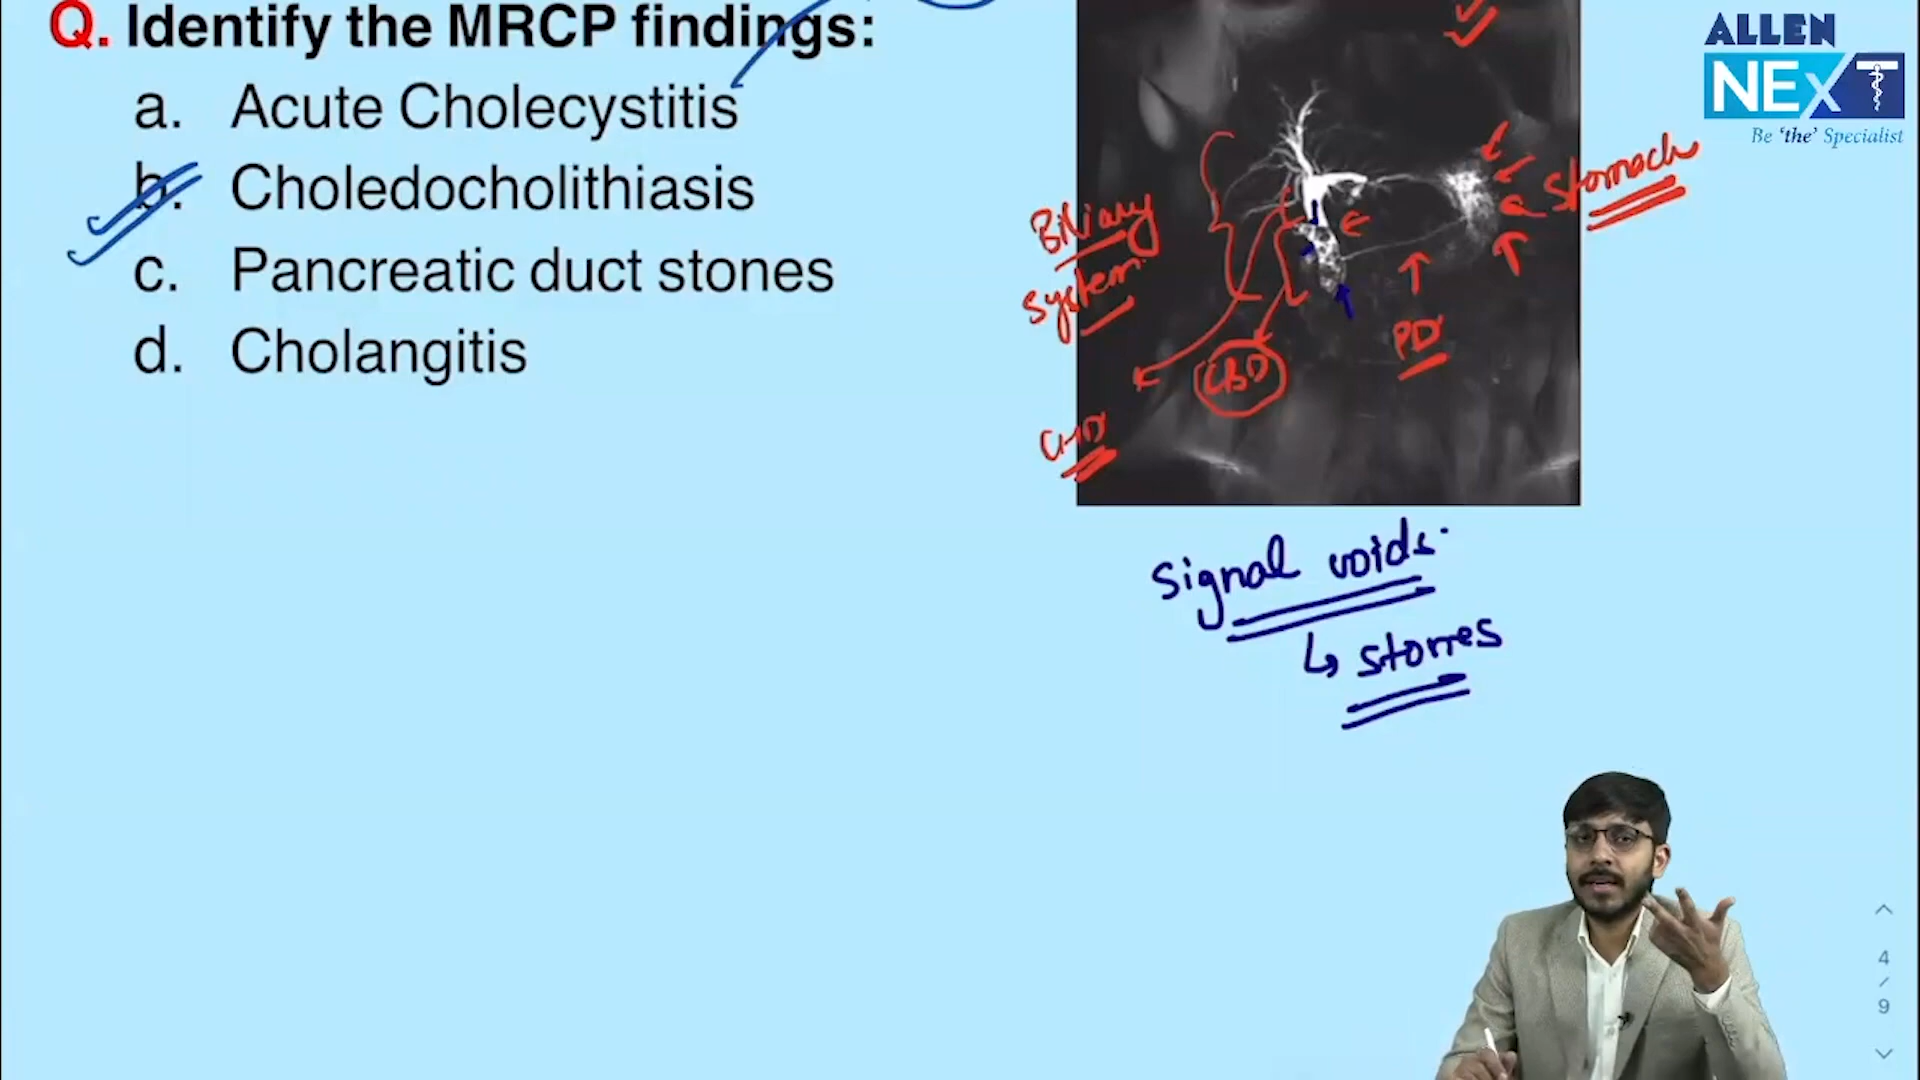 Q. Identify the MRCP findings:
a. Acute Cholecystitis
b. Choledocholithiasis
c. Pancreatic duct stones
d. Cholangitis
ALLEN
NEXT
Be 'the' Specialist
Stomach
Biliary
System
PD
CBD
CHD
Signal voids.
↳ stones
4
/
9